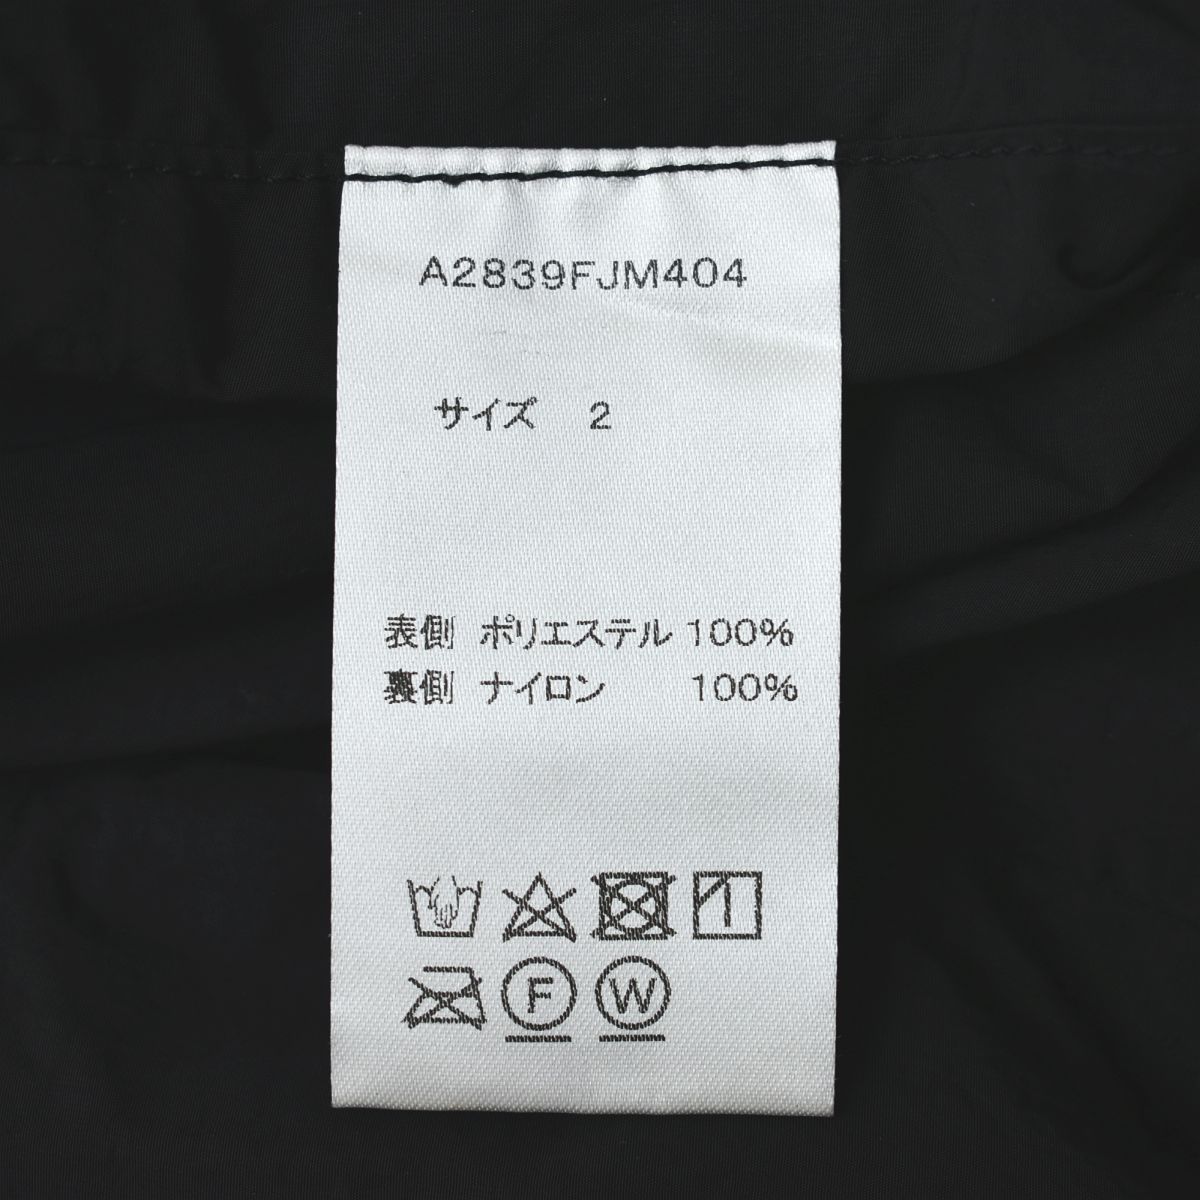 A2839FJM404
サイズ 2
表側 ポリエステル 100%
裏側 ナイロン 100%
F W